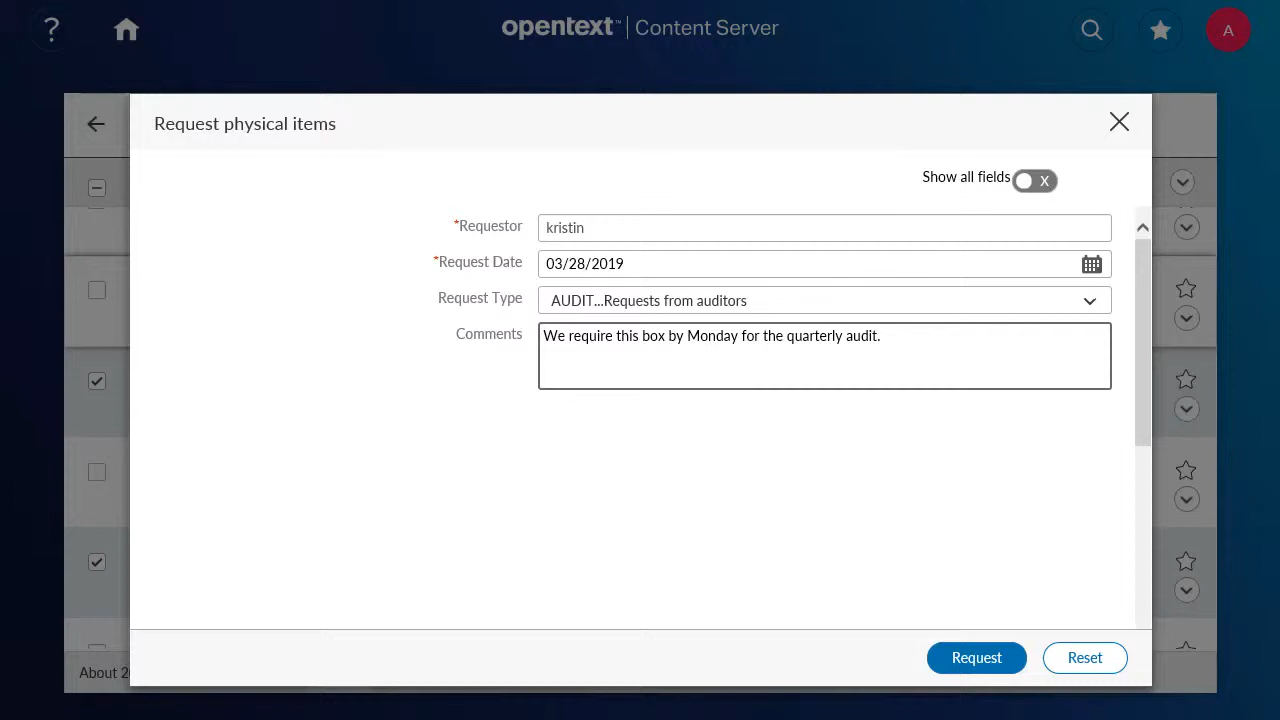 ?
opentext™ | Content Server
A
Request physical items
Show all fields
X
*Requestor
kristin
*Request Date
03/28/2019
Request Type
AUDIT...Requests from auditors
Comments
We require this box by Monday for the quarterly audit.
About
Request
Reset